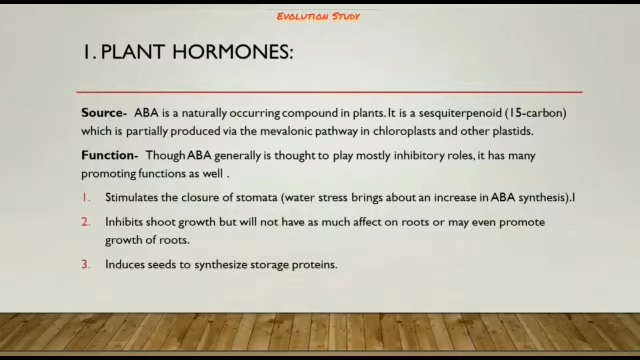 Evolution Study
1. PLANT HORMONES:
Source- ABA is a naturally occurring compound in plants. It is a sesquiterpenoid (15-carbon)
which is partially produced via the mevalonic pathway in chloroplasts and other plastids.
Function- Though ABA generally is thought to play mostly inhibitory roles, it has many
promoting functions as well .
1. Stimulates the closure of stomata (water stress brings about an increase in ABA synthesis).I
2. Inhibits shoot growth but will not have as much affect on roots or may even promote
growth of roots.
3. Induces seeds to synthesize storage proteins.